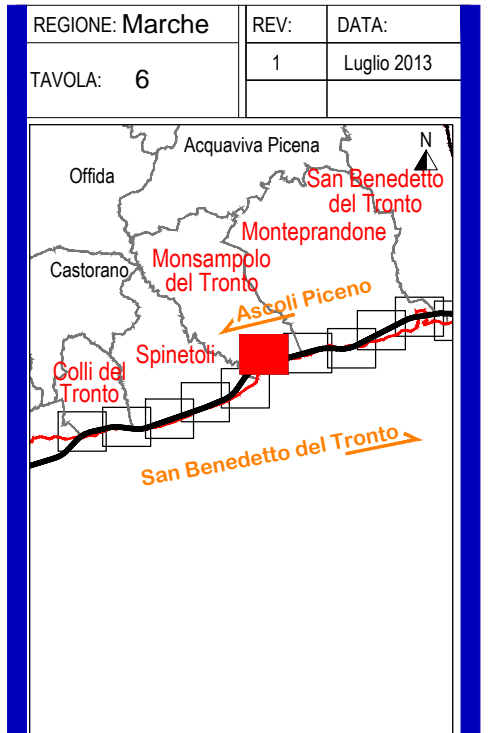 REGIONE: Marche
REV:
DATA:
1
Luglio 2013
TAVOLA: 6
Acquaviva Picena
N
Offida
San Benedetto
del Tronto
Monteprandone
Monsampolo
del Tronto
Castorano
Ascoli Piceno
Spinetoli
Colli del
Tronto
San Benedetto del Tronto